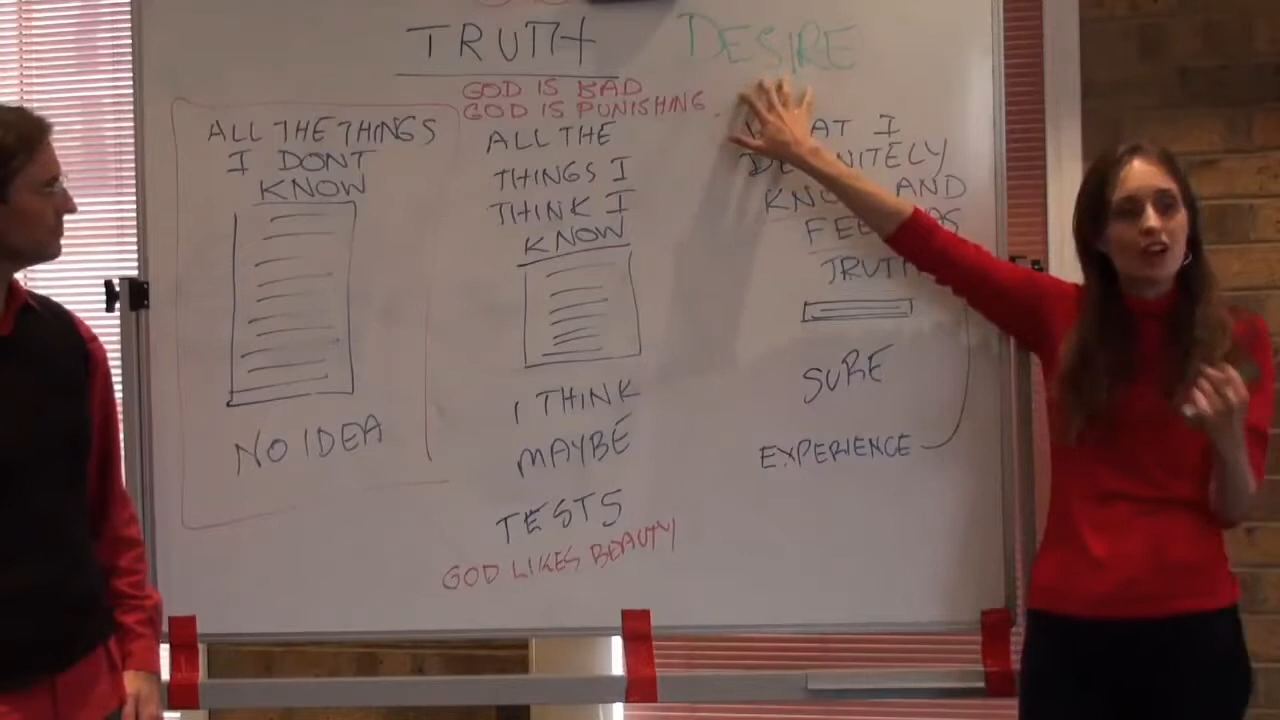 TRUTH DESIRE
GOD IS BAD
GOD IS PUNISHING.
ALL THE THINGS
I DONT
KNOW
NO IDEA
ALL THE
THINGS I
THINK I
KNOW
I THINK
MAYBE
TESTS
GOD LIKES BEAUTY
I
AND
SURE
EXPERIENCE